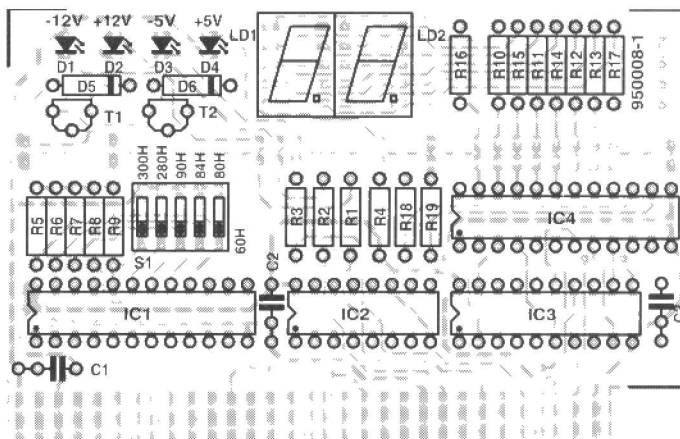 -12V +12V -5V +5V
D1 D2 D3 D4
D5 D6
T1 T2
LD1 LD2
R16 R10 R15 R11 R14 R12 R13 R17
950008-1
300H 280H 90H 84H 80H
60H
S1
R5 R6 R7 R8 R9
R3 R2 R1 R4 R18 R19
IC4
C2
IC1 IC2 IC3
C1